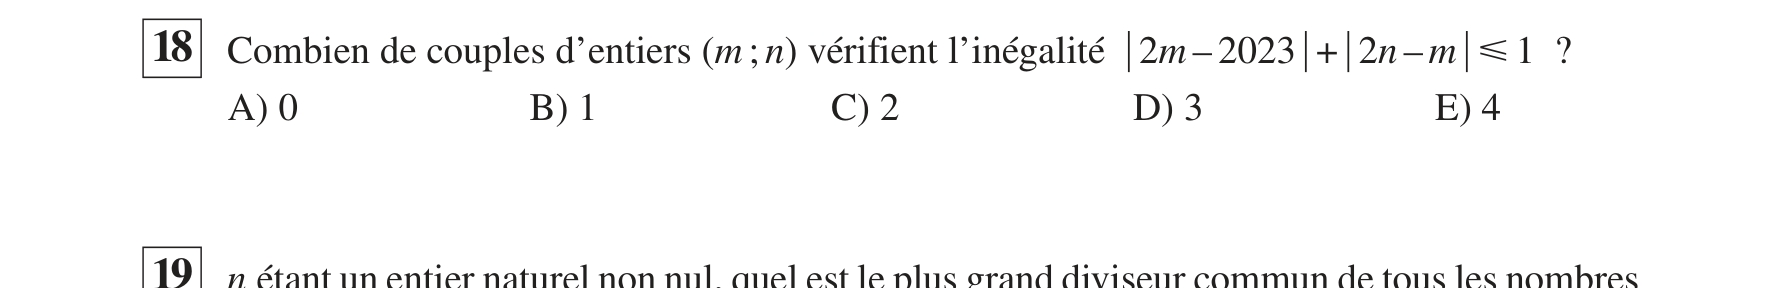 18 Combien de couples d’entiers (m ; n) vérifient l’inégalité |2m – 2023| + |2n – m| ⩽ 1 ?
A) 0 B) 1 C) 2 D) 3 E) 4
19 n étant un entier naturel non nul, quel est le plus grand diviseur commun de tous les nombres